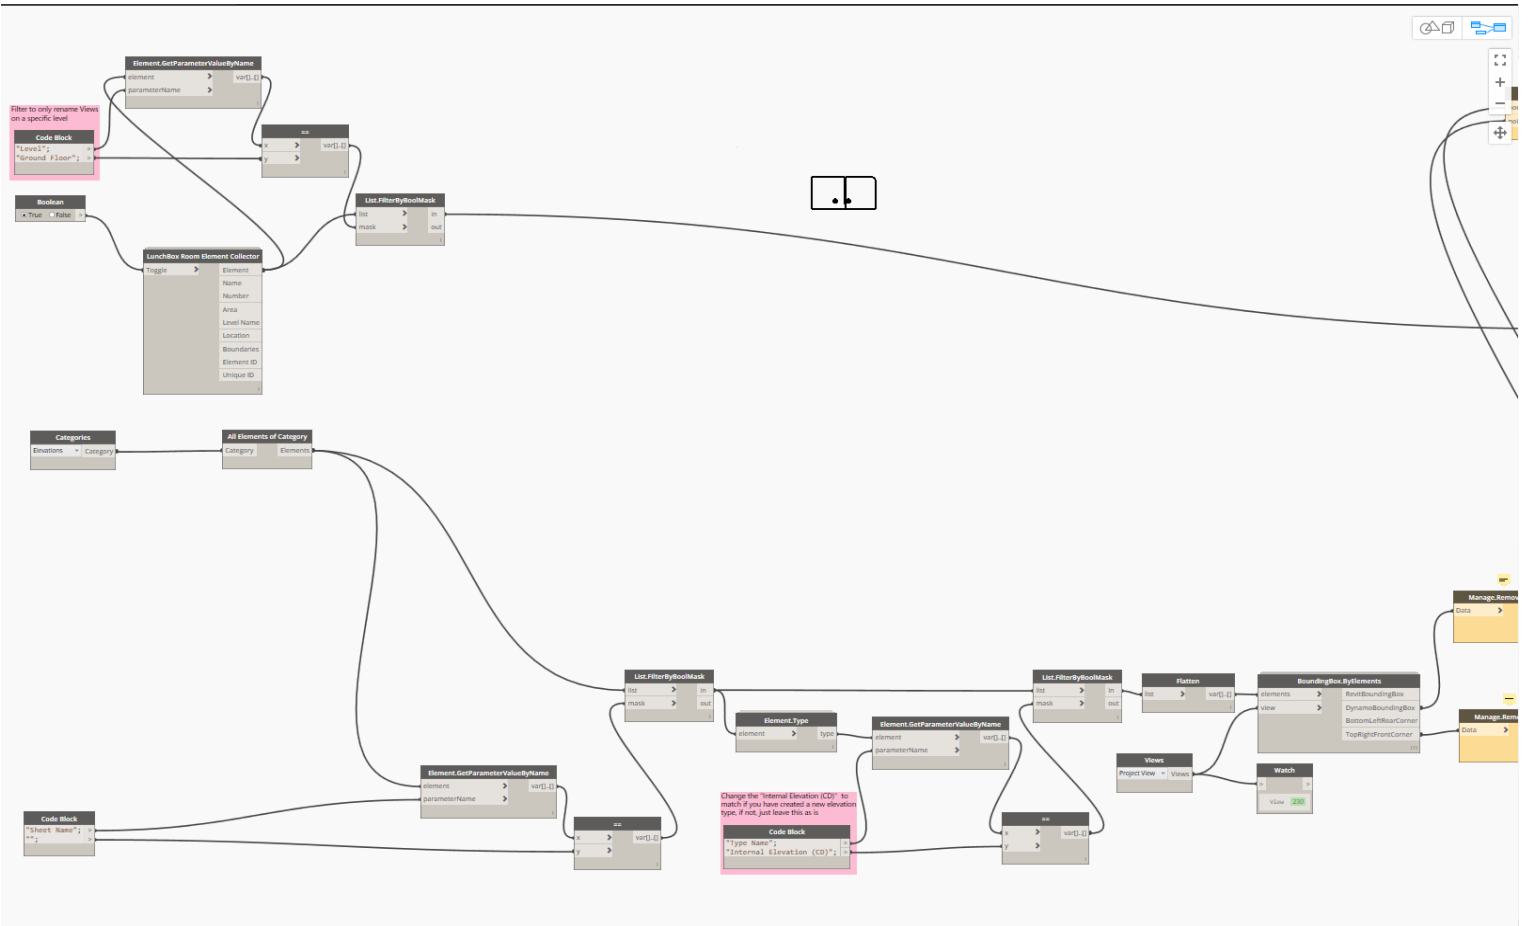 Element.GetParameterValueByName
element > var[]..[]
parameterName >
Filter to only rename Views
on a specific level
Code Block
"Level"; >
"Ground Floor"; >
==
x > var[]..[]
y >
Boolean
True False >
List.FilterByBoolMask
list > in
mask > out
LunchBox Room Element Collector
Toggle > Element
Name
Number
Area
Level Name
Location
Boundaries
Element ID
Unique ID
Categories
Elevations Category
All Elements of Category
Category Elements
Manage.Remov
Data >
List.FilterByBoolMask
list > in
mask > out
List.FilterByBoolMask
list > in
mask > out
Flatten
list > var[]..[]
BoundingBox.ByElements
elements > RevitBoundingBox
view > DynamoBoundingBox
BottomLeftRearCorner
TopRightFrontCorner
Manage.Remo
Data >
Element.Type
element > type
Element.GetParameterValueByName
element > var[]..[]
parameterName >
Views
Project View Views
Watch
> >
View 230
Element.GetParameterValueByName
element > var[]..[]
parameterName >
Change the "Internal Elevation (CD)" to
match if you have created a new elevation
type, if not, just leave this as is
Code Block
"Type Name"; >
"Internal Elevation (CD)"; >
==
x > var[]..[]
y >
Code Block
"Sheet Name"; >
""; >
==
x > var[]..[]
y >